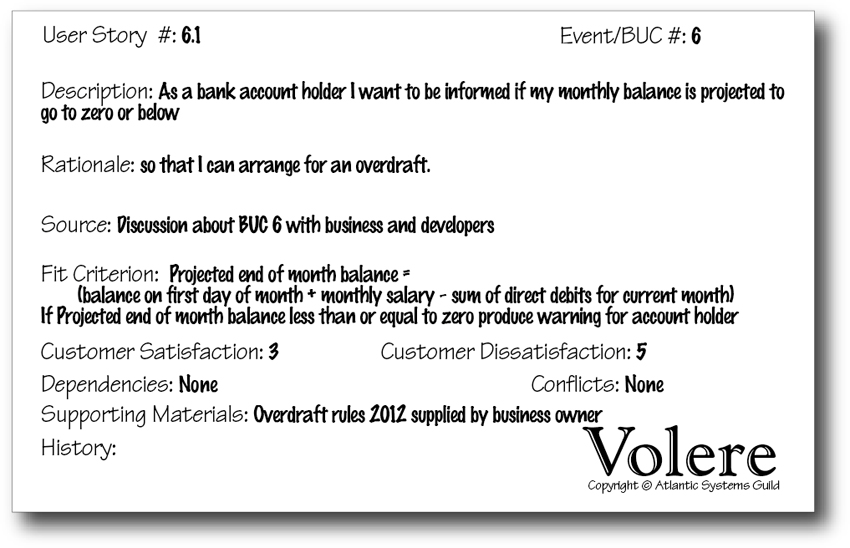 User Story #: 6.1 Event/BUC #: 6
Description: As a bank account holder I want to be informed if my monthly balance is projected to
go to zero or below
Rationale: so that I can arrange for an overdraft.
Source: Discussion about BUC 6 with business and developers
Fit Criterion: Projected end of month balance =
(balance on first day of month + monthly salary - sum of direct debits for current month)
If Projected end of month balance less than or equal to zero produce warning for account holder
Customer Satisfaction: 3 Customer Dissatisfaction: 5
Dependencies: None Conflicts: None
Supporting Materials: Overdraft rules 2012 supplied by business owner
History:
Volere
Copyright © Atlantic Systems Guild